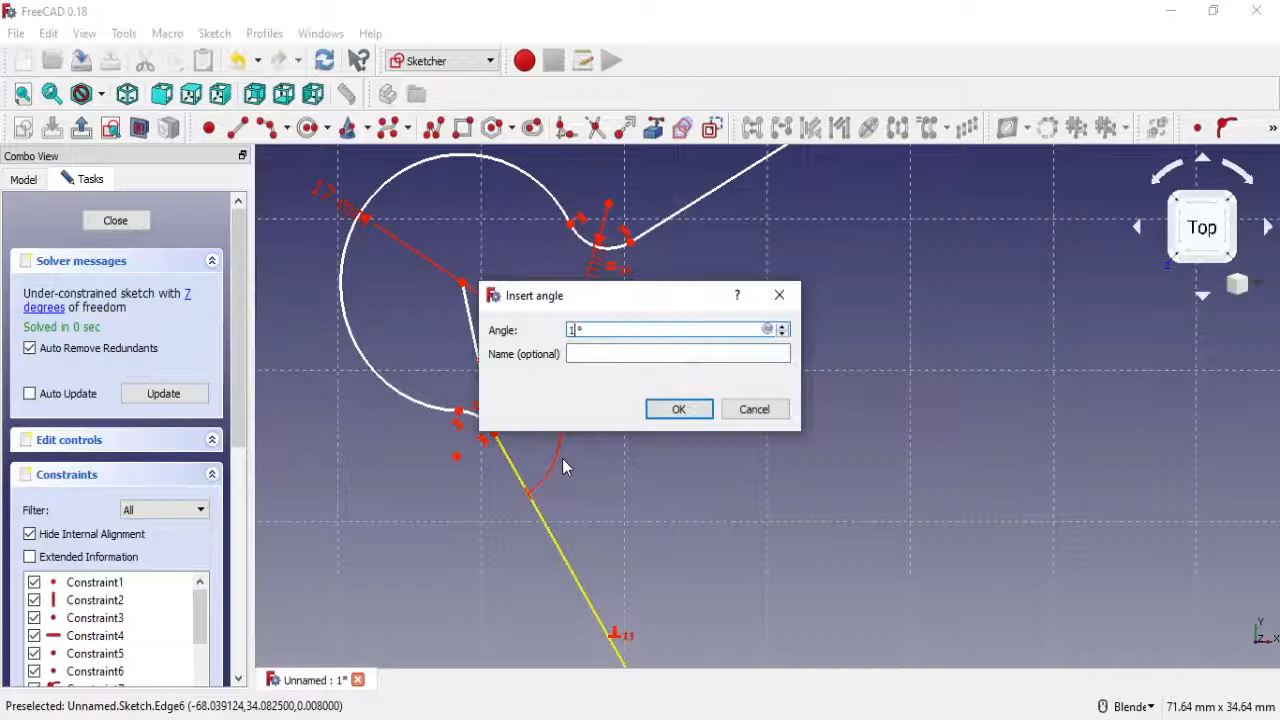 FreeCAD 0.18
File Edit View Tools Macro Sketch Profiles Windows Help
Sketcher
Combo View
Model Tasks
Close
Solver messages
Under-constrained sketch with 7
degrees of freedom
Solved in 0 sec
Auto Remove Redundants
Auto Update Update
Edit controls
Constraints
Filter: All
Hide Internal Alignment
Extended Information
Constraint1
Constraint2
Constraint3
Constraint4
Constraint5
Constraint6
Insert angle
?
Angle: 1 °
Name (optional)
OK Cancel
11
Top
Unnamed : 1*
Preselected: Unnamed.Sketch.Edge6 (-68.039124,34.082500,0.008000)
Blende 71.64 mm x 34.64 mm